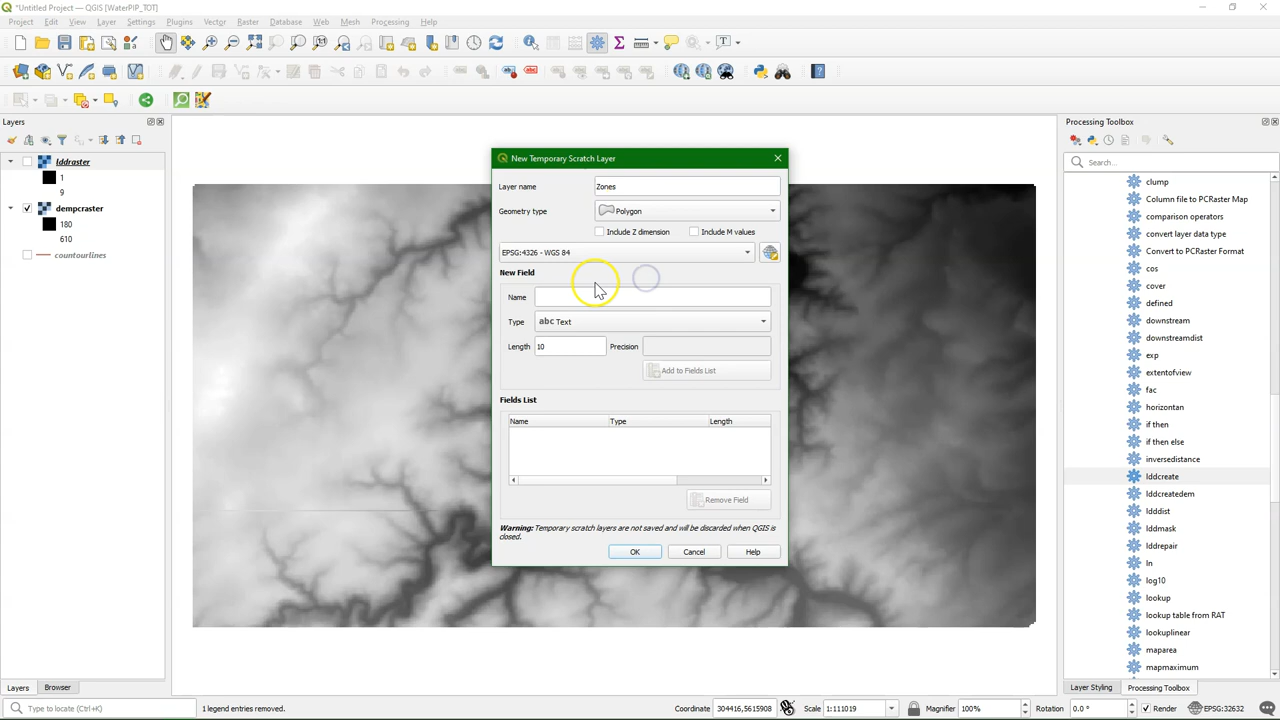 *Untitled Project — QGIS [WaterPIP_TOT]
Project Edit View Layer Settings Plugins Vector Raster Database Web Mesh Processing Help
Layers
lddraster
1
9
dempcraster
180
610
countourlines
Layers Browser
New Temporary Scratch Layer
Layer name Zones
Geometry type Polygon
Include Z dimension Include M values
EPSG:4326 - WGS 84
New Field
Name
Type abc Text
Length 10 Precision
Add to Fields List
Fields List
Name Type Length
Remove Field
Warning: Temporary scratch layers are not saved and will be discarded when QGIS is
closed.
OK Cancel Help
Processing Toolbox
Search...
clump
Column file to PCRaster Map
comparison operators
convert layer data type
Convert to PCRaster Format
cos
cover
defined
downstream
downstreamdist
exp
extentofview
fac
horizontan
if then
if then else
inversedistance
lddcreate
lddcreatedem
ldddist
lddmask
lddrepair
ln
log10
lookup
lookup table from RAT
lookuplinear
maparea
mapmaximum
Layer Styling Processing Toolbox
Type to locate (Ctrl+K) 1 legend entries removed. Coordinate 304416,5615908 Scale 1:111019 Magnifier 100% Rotation 0.0 ° Render EPSG:32632